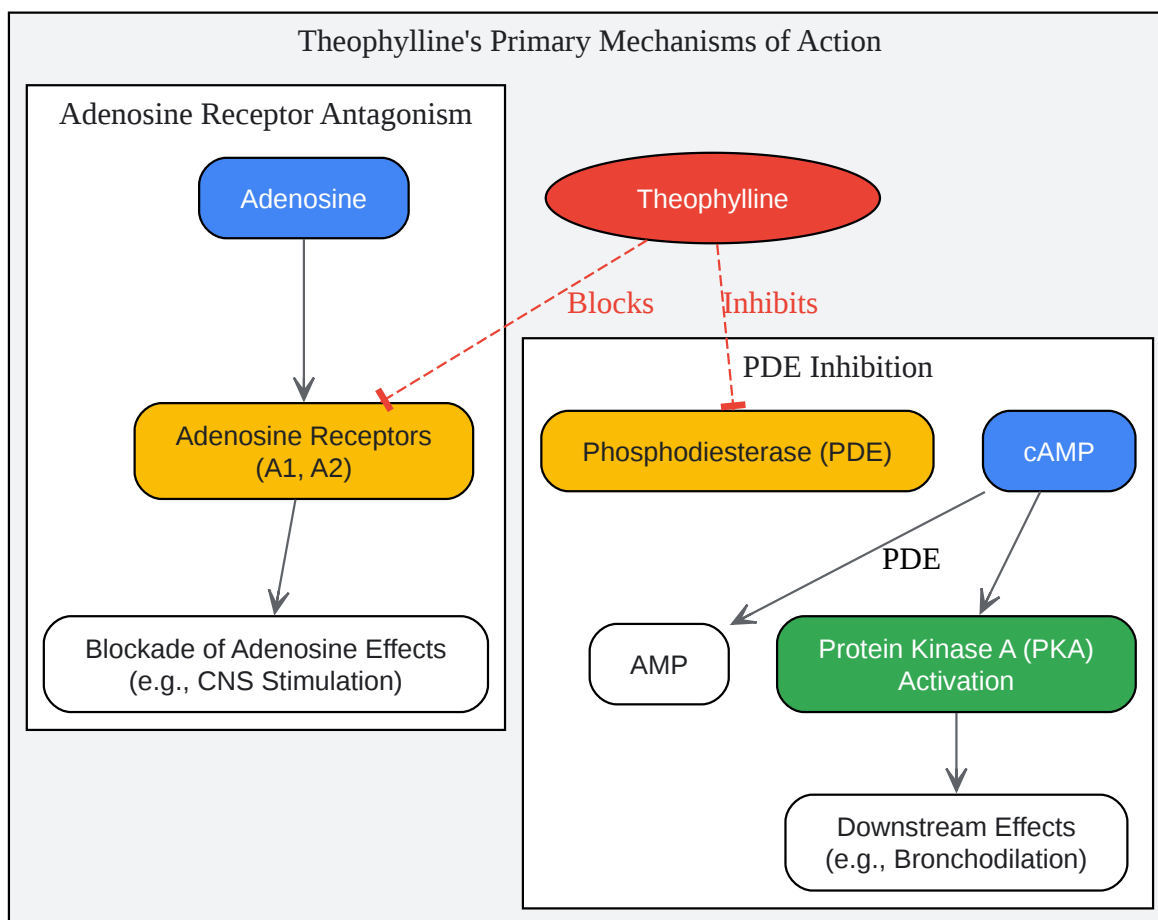 Theophylline's Primary Mechanisms of Action
Adenosine Receptor Antagonism
Adenosine
Theophylline
Blocks
Inhibits
PDE Inhibition
Adenosine Receptors
(A1, A2)
Phosphodiesterase (PDE)
cAMP
PDE
Blockade of Adenosine Effects
(e.g., CNS Stimulation)
AMP
Protein Kinase A (PKA)
Activation
Downstream Effects
(e.g., Bronchodilation)